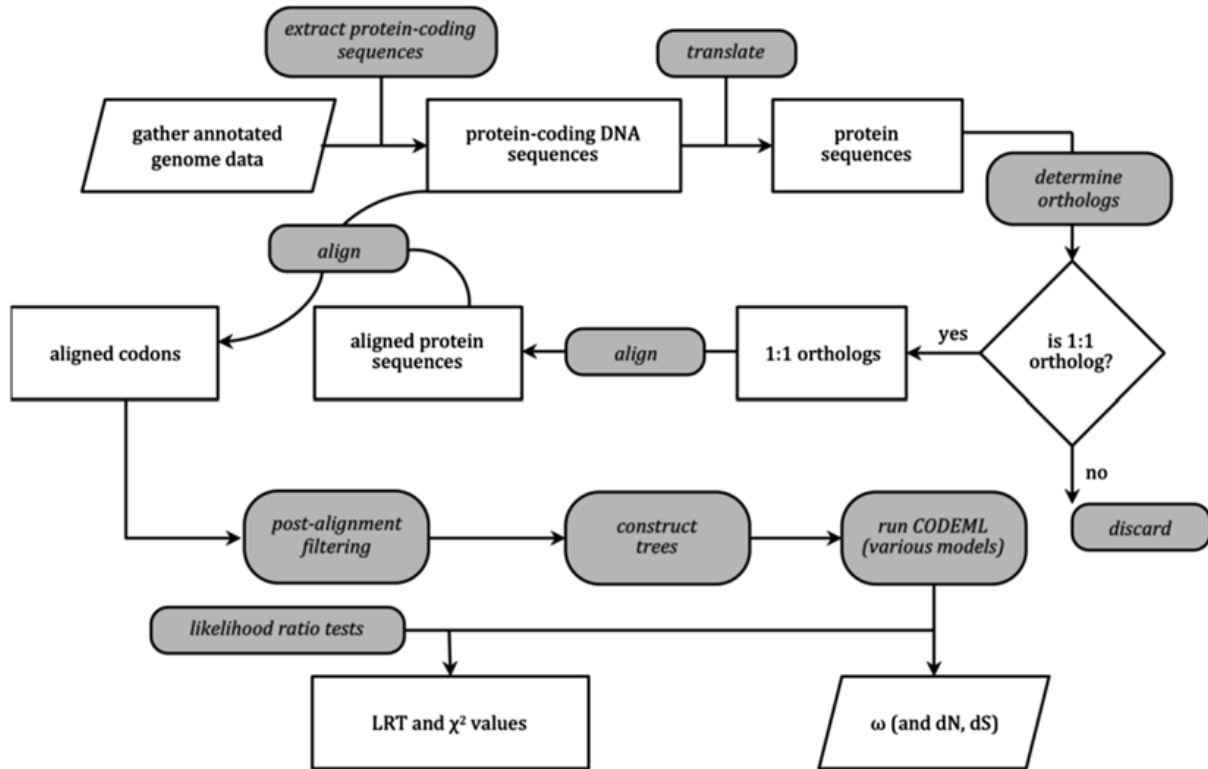 extract protein-coding
sequences
translate
gather annotated
genome data
protein-coding DNA
sequences
protein
sequences
determine
orthologs
align
aligned codons
aligned protein
sequences
align
1:1 orthologs
yes
is 1:1
ortholog?
no
discard
post-alignment
filtering
construct
trees
run CODEML
(various models)
likelihood ratio tests
LRT and χ² values
ω (and dN, dS)